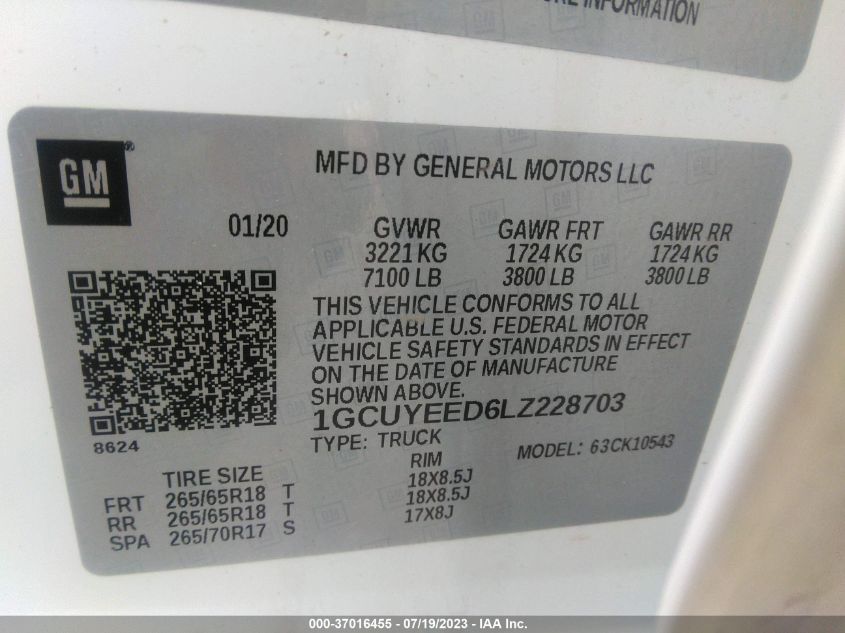 INFORMATION
GM
MFD BY GENERAL MOTORS LLC
01/20 GVWR GAWR FRT GAWR RR
3221 KG 1724 KG 1724 KG
7100 LB 3800 LB 3800 LB
THIS VEHICLE CONFORMS TO ALL
APPLICABLE U.S. FEDERAL MOTOR
VEHICLE SAFETY STANDARDS IN EFFECT
ON THE DATE OF MANUFACTURE
SHOWN ABOVE.
1GCUYEED6LZ228703
8624
TYPE: TRUCK MODEL: 63CK10543
TIRE SIZE RIM
FRT 265/65R18 T 18X8.5J
RR 265/65R18 T 18X8.5J
SPA 265/70R17 S 17X8J
000-37016455 - 07/19/2023 - IAA Inc.